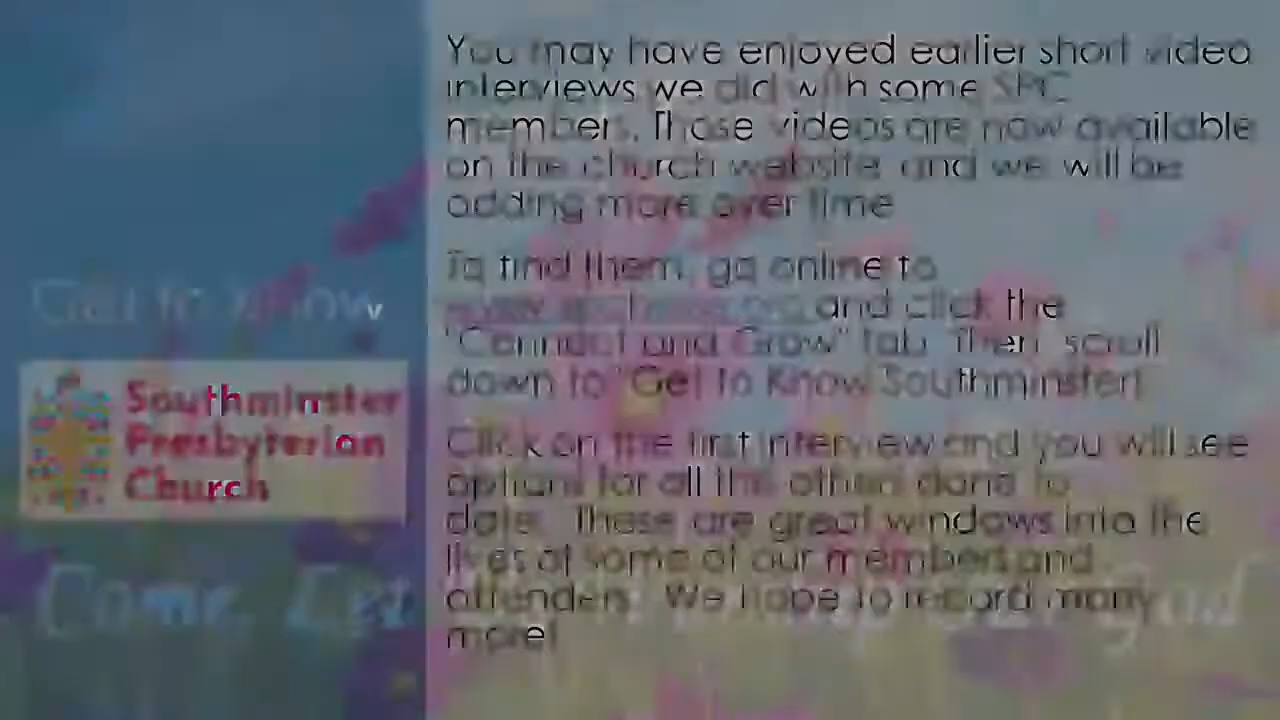 You may have enjoyed earlier short video
interviews we did with some SPC
members. Those videos are now available
on the church website, and we will be
adding more over time
To find them, go online to
and click the
"Connect and Grow" tab. Then scroll
down to "Get to Know Southminster!
Click on the first interview and you will see
options for all the others done to
date. These are great windows into the
lives of some of our members and
attenders. We hope to record many
more!
Get to Know
Southminster
Presbyterian
Church
Come, Let